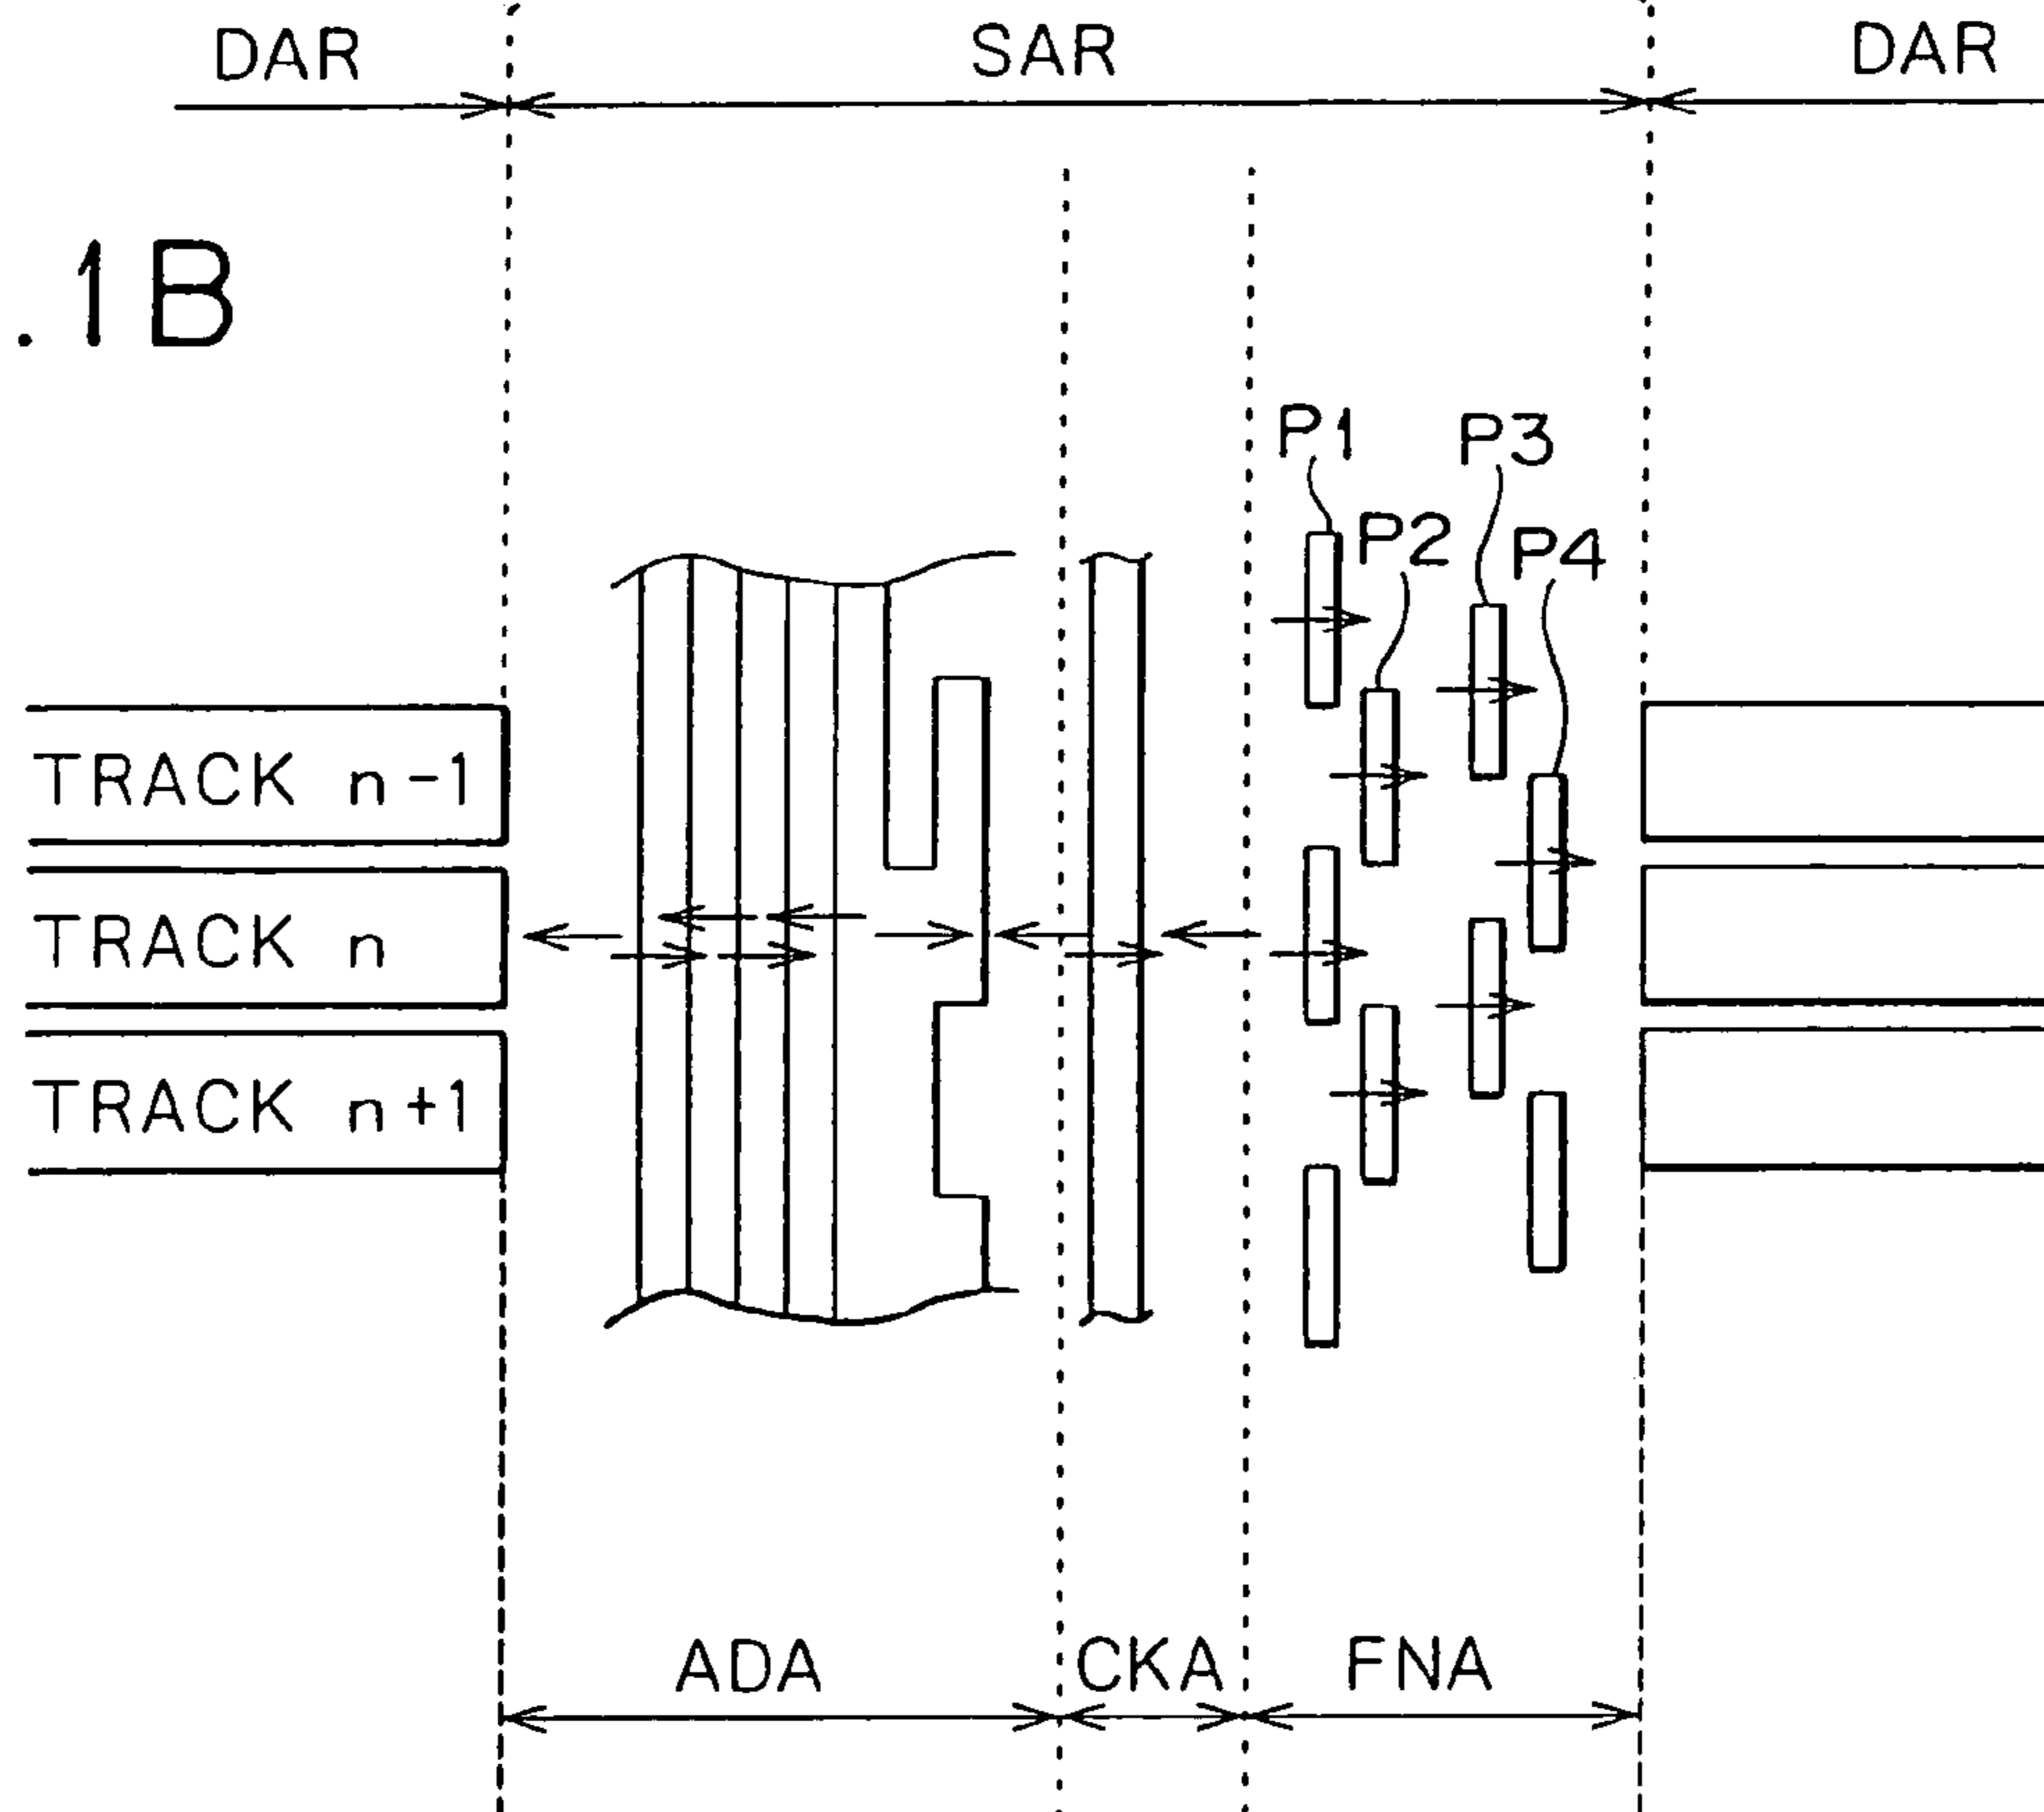 DAR SAR DAR
.1B
P1 P3
P2 P4
TRACK n-1
TRACK n
TRACK n+1
ADA CKA FNA